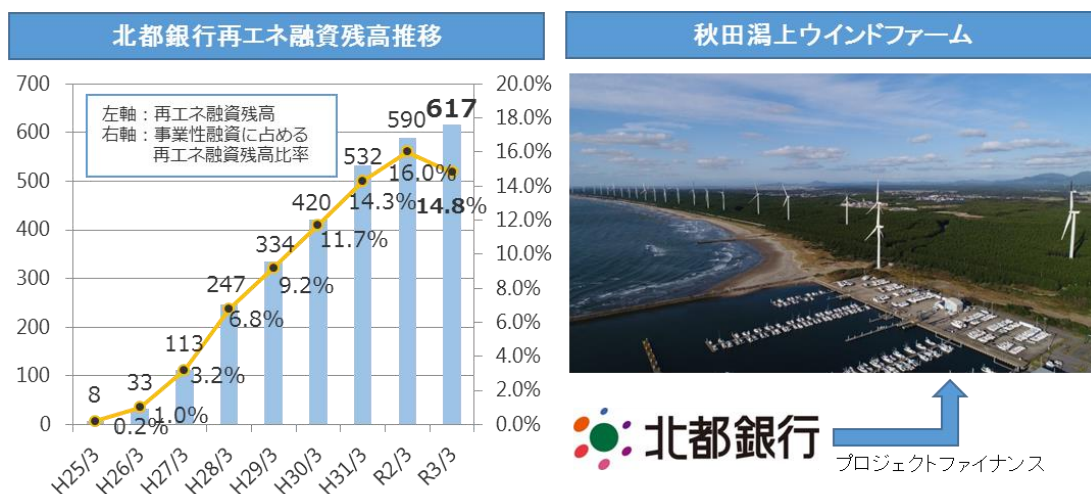 北都銀行再エネ融資残高推移
700
600
500
400
300
200
100
0
20.0%
18.0%
16.0%
14.0%
12.0%
10.0%
8.0%
6.0%
4.0%
2.0%
0.0%
左軸：再エネ融資残高
右軸：事業性融資に占める
再エネ融資残高比率
8
33
113
247
334
420
532
590
617
0.2%
1.0%
3.2%
6.8%
9.2%
11.7%
14.3%
16.0%
14.8%
H25/3
H26/3
H27/3
H28/3
H29/3
H30/3
H31/3
R2/3
R3/3
秋田潟上ウインドファーム
北都銀行
プロジェクトファイナンス